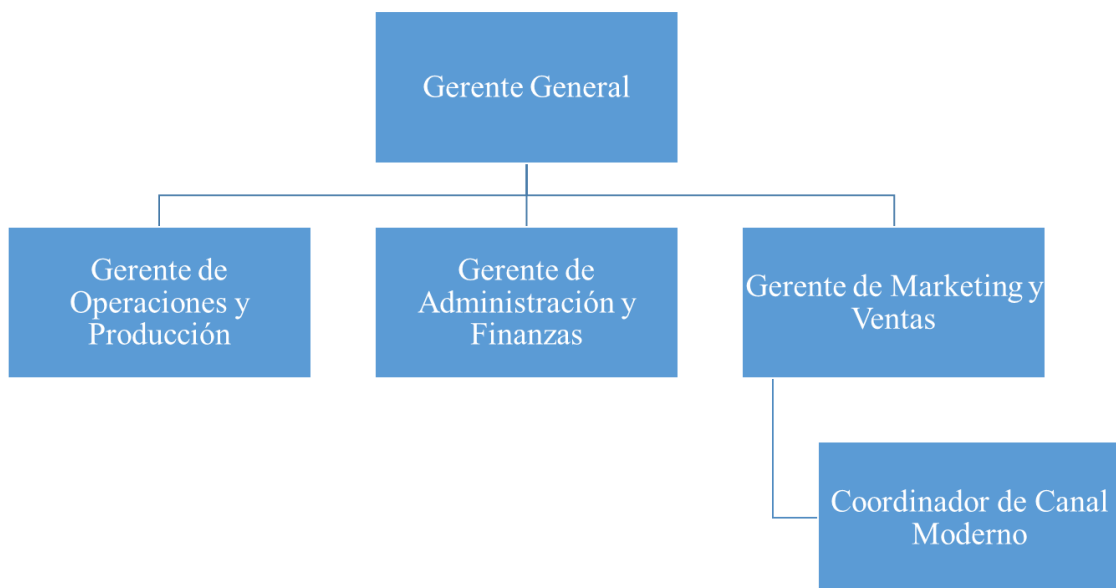 Gerente General
Gerente de
Operaciones y
Producción
Gerente de
Administración y
Finanzas
Gerente de Marketing y
Ventas
Coordinador de Canal
Moderno